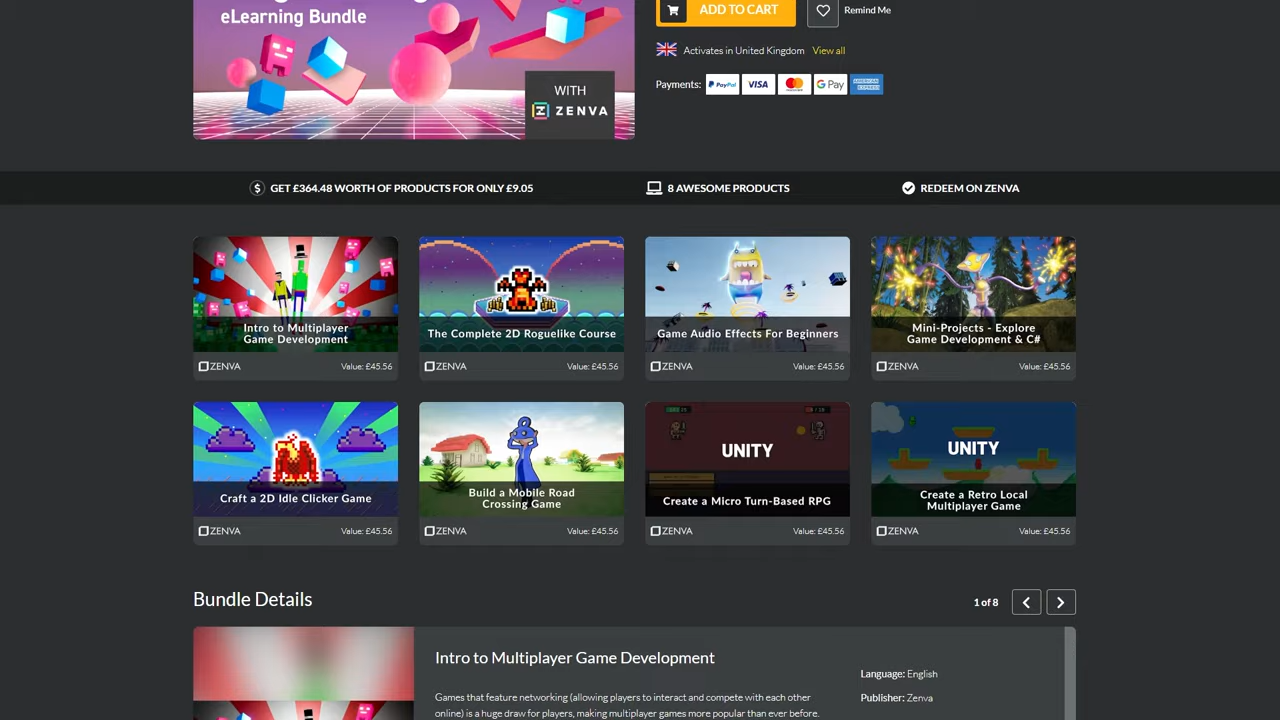 eLearning Bundle
WITH
ZENVA
ADD TO CART
Remind Me
Activates in United Kingdom View all
Payments: PayPal VISA mastercard G Pay AMERICAN EXPRESS
GET £364.48 WORTH OF PRODUCTS FOR ONLY £9.05
8 AWESOME PRODUCTS
REDEEM ON ZENVA
Intro to Multiplayer
Game Development
ZENVA Value: £45.56
The Complete 2D Roguelike Course
ZENVA Value: £45.56
Game Audio Effects For Beginners
ZENVA Value: £45.56
Mini-Projects - Explore
Game Development & C#
ZENVA Value: £45.56
Craft a 2D Idle Clicker Game
ZENVA Value: £45.56
Build a Mobile Road
Crossing Game
ZENVA Value: £45.56
UNITY
Create a Micro Turn-Based RPG
ZENVA Value: £45.56
UNITY
Create a Retro Local
Multiplayer Game
ZENVA Value: £45.56
Bundle Details
1 of 8
Intro to Multiplayer Game Development
Games that feature networking (allowing players to interact and compete with each other
online) is a huge draw for players, making multiplayer games more popular than ever before.
Language: English
Publisher: Zenva